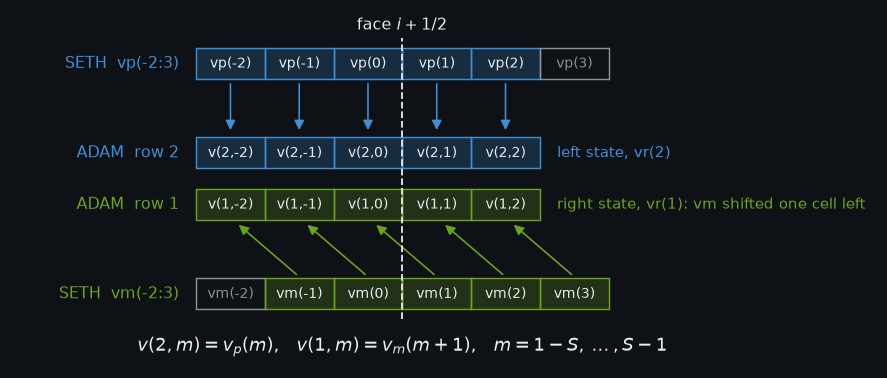 face i + 1/2
SETH vp(-2:3) vp(-2) vp(-1) vp(0) vp(1) vp(2) vp(3)
ADAM row 2 v(2,-2) v(2,-1) v(2,0) v(2,1) v(2,2) left state, vr(2)
ADAM row 1 v(1,-2) v(1,-1) v(1,0) v(1,1) v(1,2) right state, vr(1): vm shifted one cell left
SETH vm(-2:3) vm(-2) vm(-1) vm(0) vm(1) vm(2) vm(3)
v(2, m) = vₚ(m), v(1, m) = vₘ(m + 1), m = 1 − S, … , S − 1